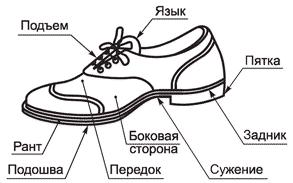 Язык
Подъем
Пятка
Задник
Боковая
сторона
Рант
Подошва
Передок
Сужение